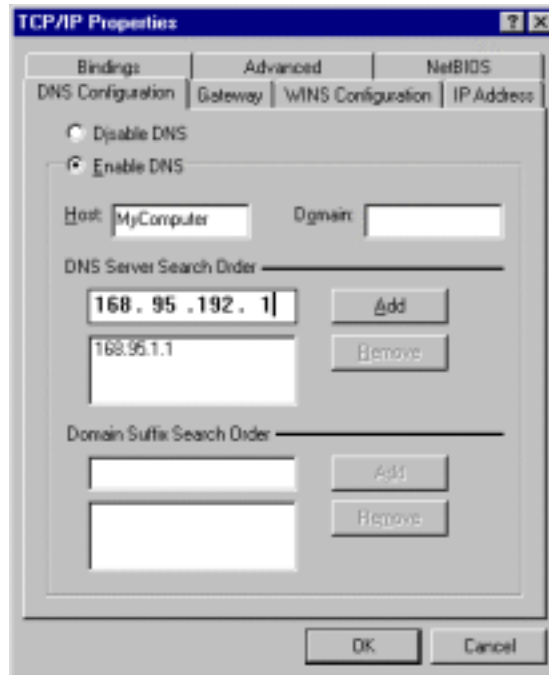 TCP/IP Properties
? ×
Bindings Advanced NetBIOS
DNS Configuration Gateway WINS Configuration IP Address
Disable DNS
Enable DNS
Host: MyComputer Domain:
DNS Server Search Order
168. 95 .192. 1 Add
168.95.1.1 Remove
Domain Suffix Search Order
Add
Remove
OK Cancel